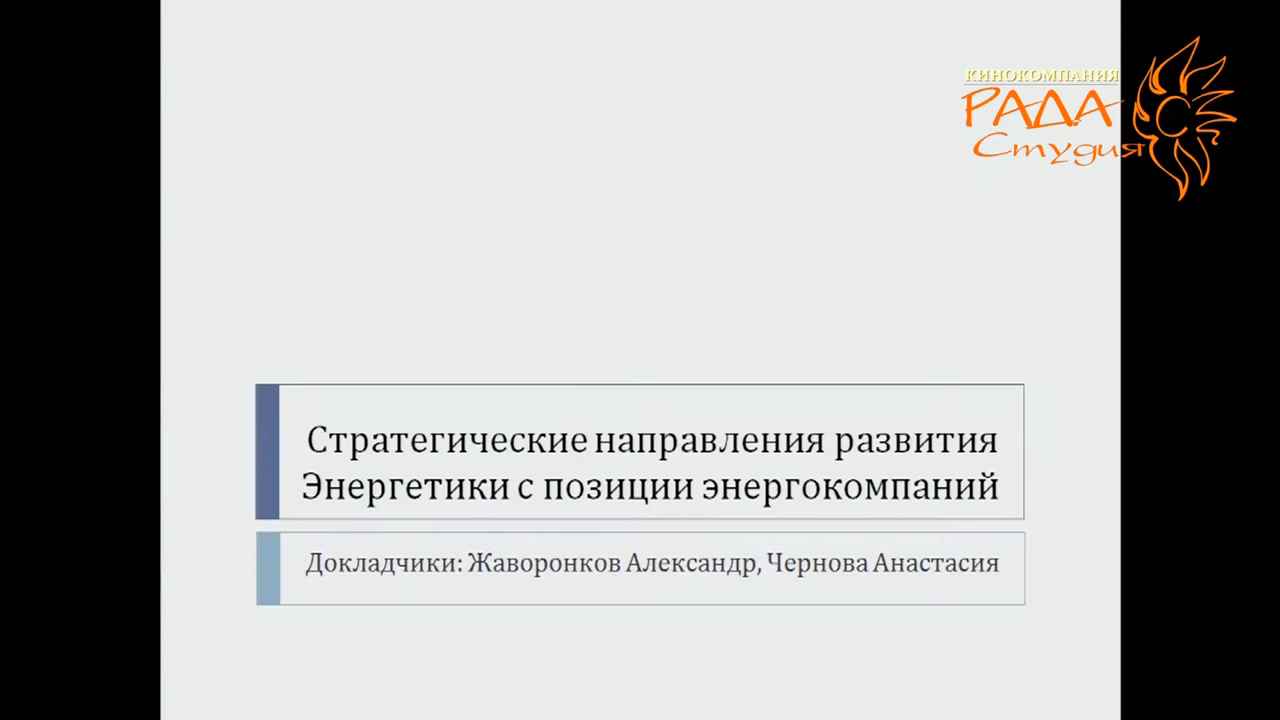 КИНОКОМПАНИЯ
РАДА
Студия
Стратегические направления развития
Энергетики с позиции энергокомпаний
Докладчики: Жаворонков Александр, Чернова Анастасия